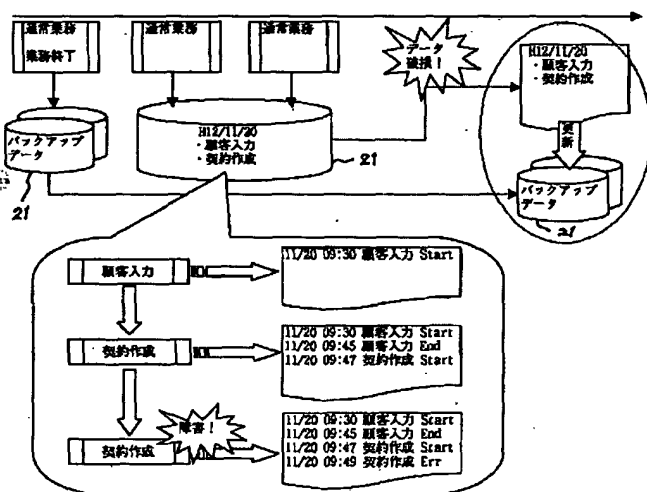 通常業務
業務終了
通常業務
通常業務
データ
破損！
H12/11/20
・顧客入力
・契約作成
更新
バックアップ
データ
21
バックアップ
データ
21
H12/11/20
・顧客入力
・契約作成
21
顧客入力
11/20 09:30 顧客入力 Start
契約作成
11/20 09:30 顧客入力 Start
11/20 09:45 顧客入力 End
11/20 09:47 契約作成 Start
障害！
契約作成
11/20 09:30 顧客入力 Start
11/20 09:45 顧客入力 End
11/20 09:47 契約作成 Start
11/20 09:49 契約作成 Err